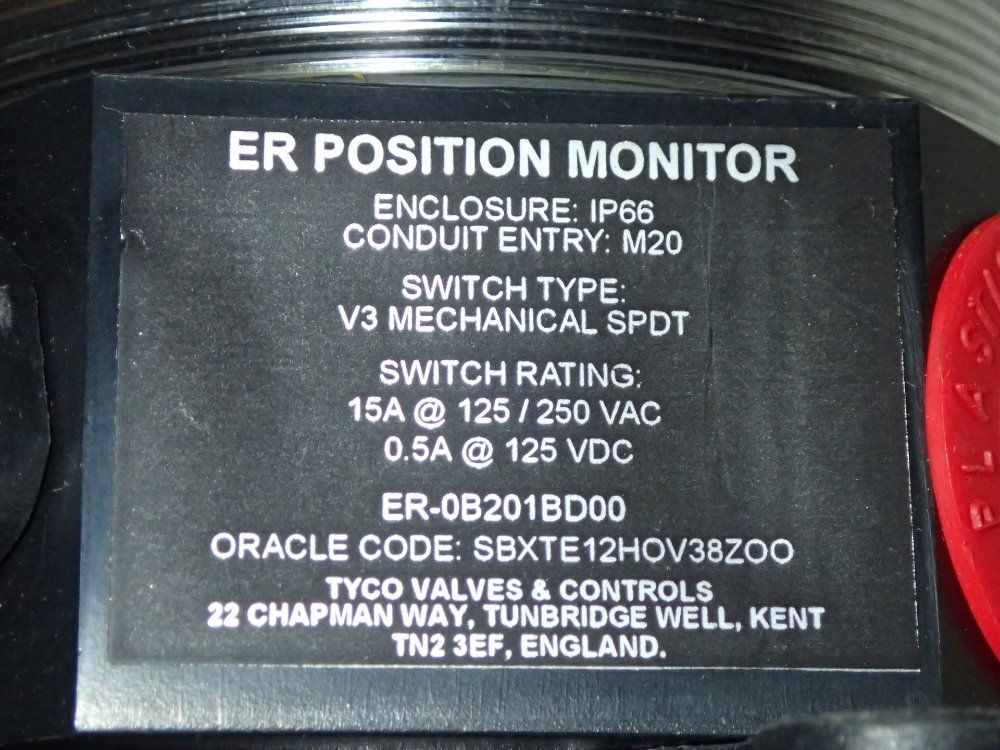 ER POSITION MONITOR
ENCLOSURE: IP66
CONDUIT ENTRY: M20
SWITCH TYPE:
V3 MECHANICAL SPDT
SWITCH RATING:
15A @ 125 / 250 VAC
0.5A @ 125 VDC
ER-0B201BD00
ORACLE CODE: SBXTE12HOV38ZOO
TYCO VALVES & CONTROLS
22 CHAPMAN WAY, TUNBRIDGE WELL, KENT
TN2 3EF, ENGLAND.